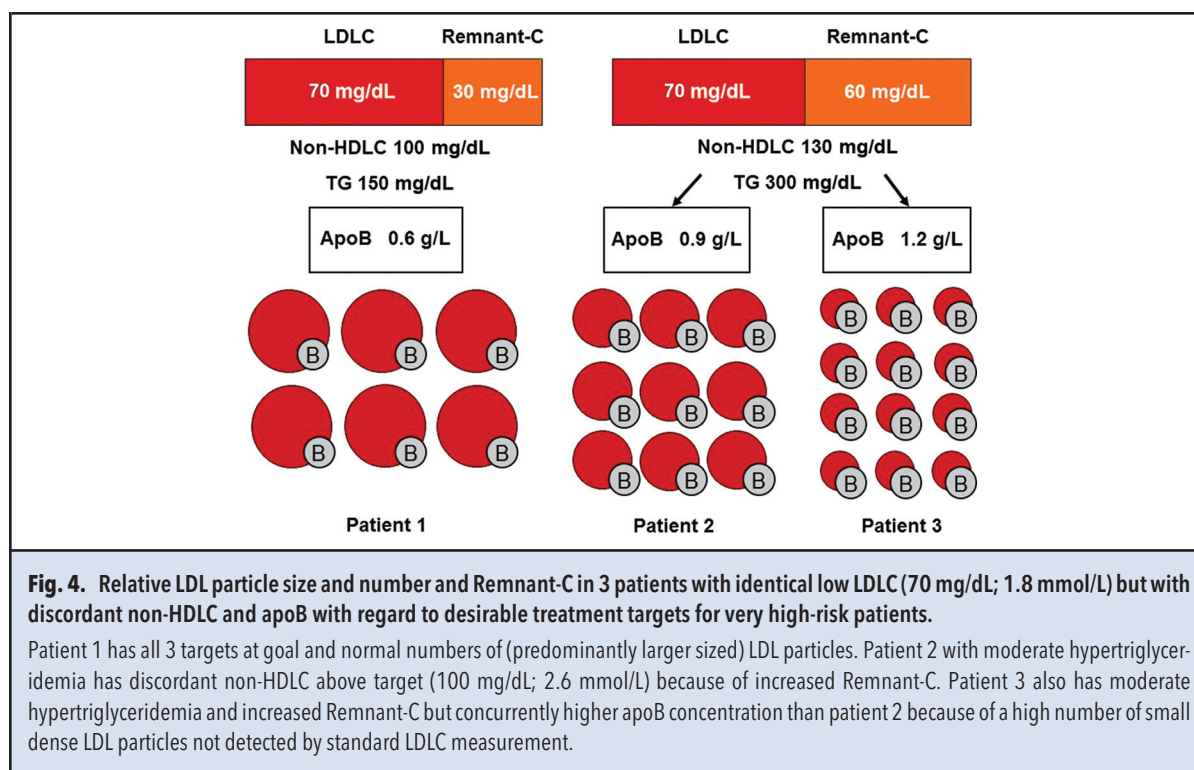 LDLC Remnant-C LDLC Remnant-C
70 mg/dL 30 mg/dL 70 mg/dL 60 mg/dL
Non-HDLC 100 mg/dL Non-HDLC 130 mg/dL
TG 150 mg/dL TG 300 mg/dL
ApoB 0.6 g/L ApoB 0.9 g/L ApoB 1.2 g/L
B B B B B B B B B
B B B B B B B B B
B B B B B B
B B B
Patient 1 Patient 2 Patient 3
Fig. 4. Relative LDL particle size and number and Remnant-C in 3 patients with identical low LDLC (70 mg/dL; 1.8 mmol/L) but with
discordant non-HDLC and apoB with regard to desirable treatment targets for very high-risk patients.
Patient 1 has all 3 targets at goal and normal numbers of (predominantly larger sized) LDL particles. Patient 2 with moderate hypertriglycer-
idemia has discordant non-HDLC above target (100 mg/dL; 2.6 mmol/L) because of increased Remnant-C. Patient 3 also has moderate
hypertriglyceridemia and increased Remnant-C but concurrently higher apoB concentration than patient 2 because of a high number of small
dense LDL particles not detected by standard LDLC measurement.